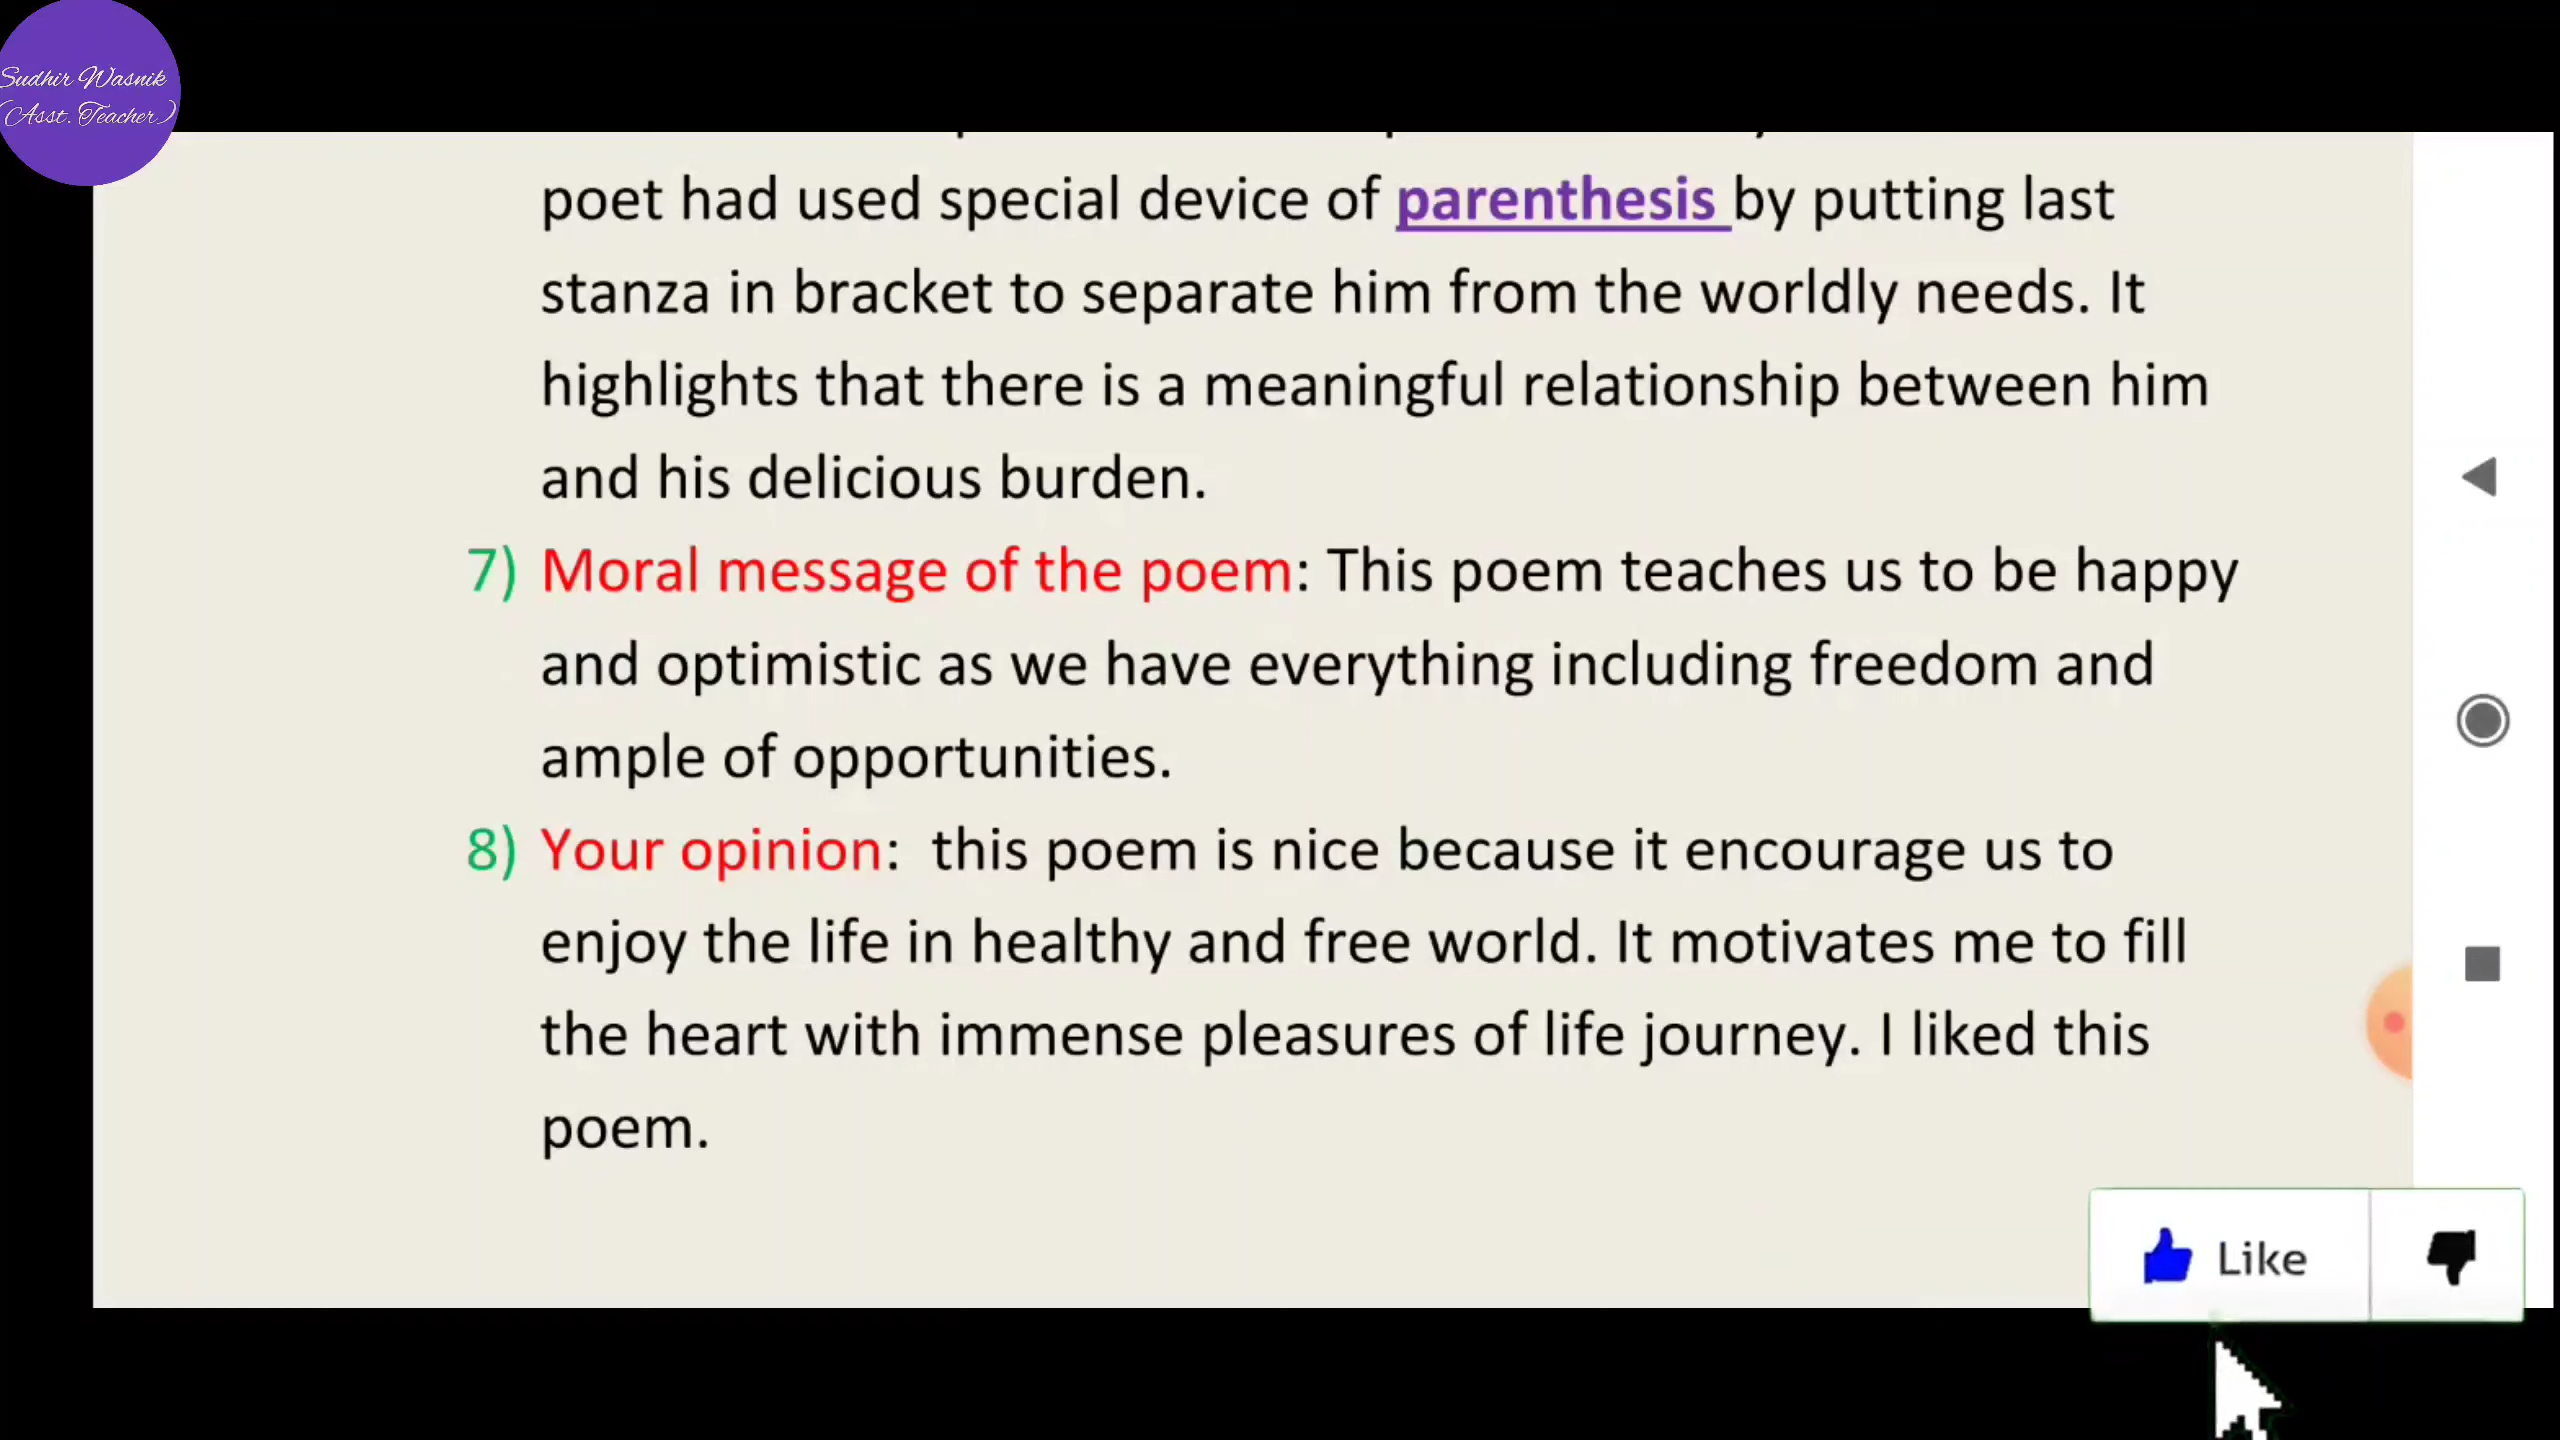 Sudhir Wasnik
(Asst. Teacher)
poet had used special device of parenthesis by putting last
stanza in bracket to separate him from the worldly needs. It
highlights that there is a meaningful relationship between him
and his delicious burden.
7) Moral message of the poem: This poem teaches us to be happy
and optimistic as we have everything including freedom and
ample of opportunities.
8) Your opinion:  this poem is nice because it encourage us to
enjoy the life in healthy and free world. It motivates me to fill
the heart with immense pleasures of life journey. I liked this
poem.
Like